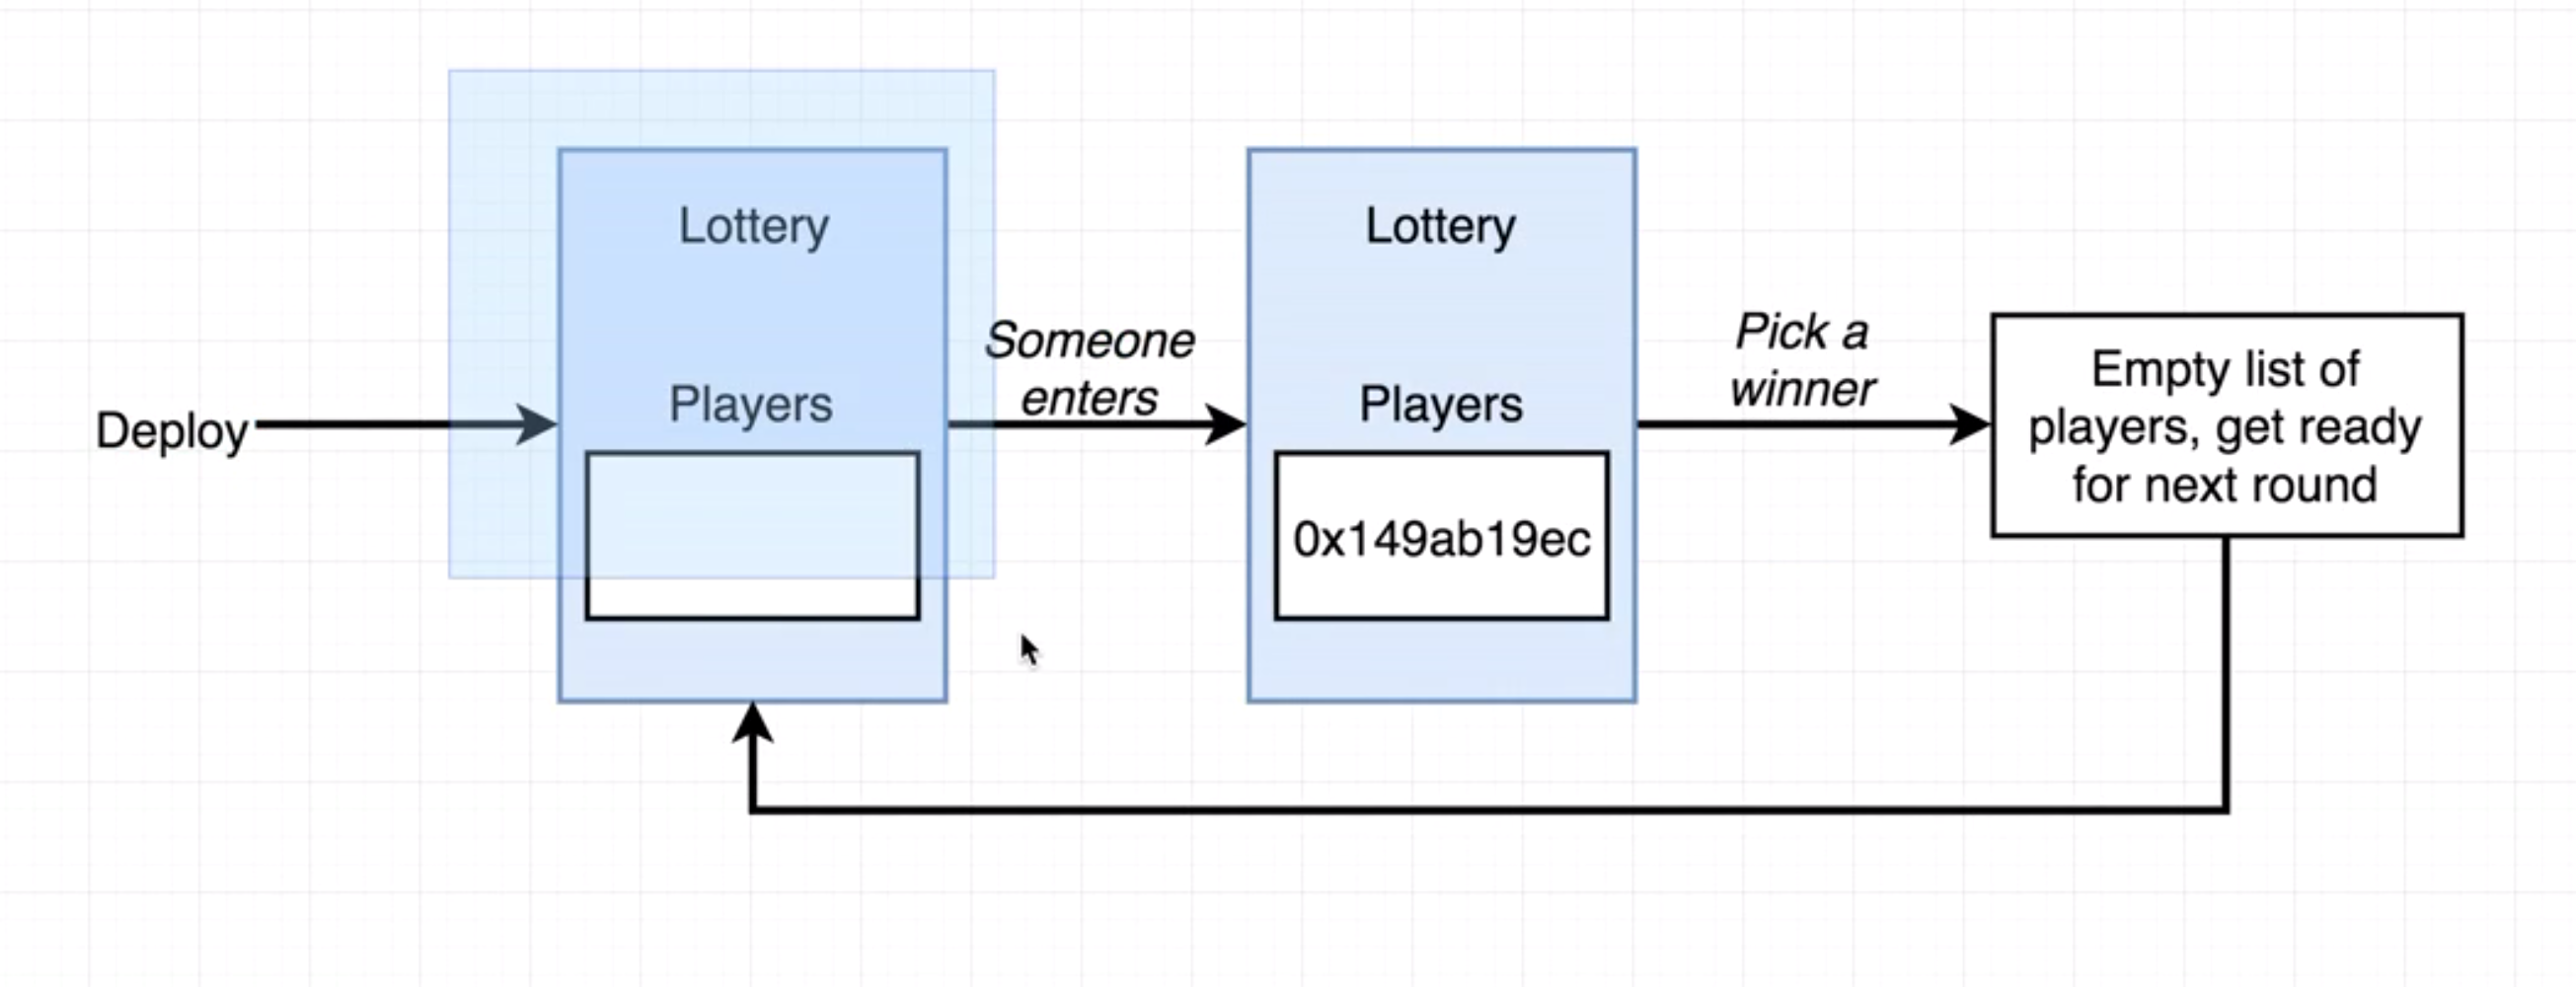 Deploy
Lottery
Players
Someone
enters
Lottery
Players
0x149ab19ec
Pick a
winner
Empty list of
players, get ready
for next round